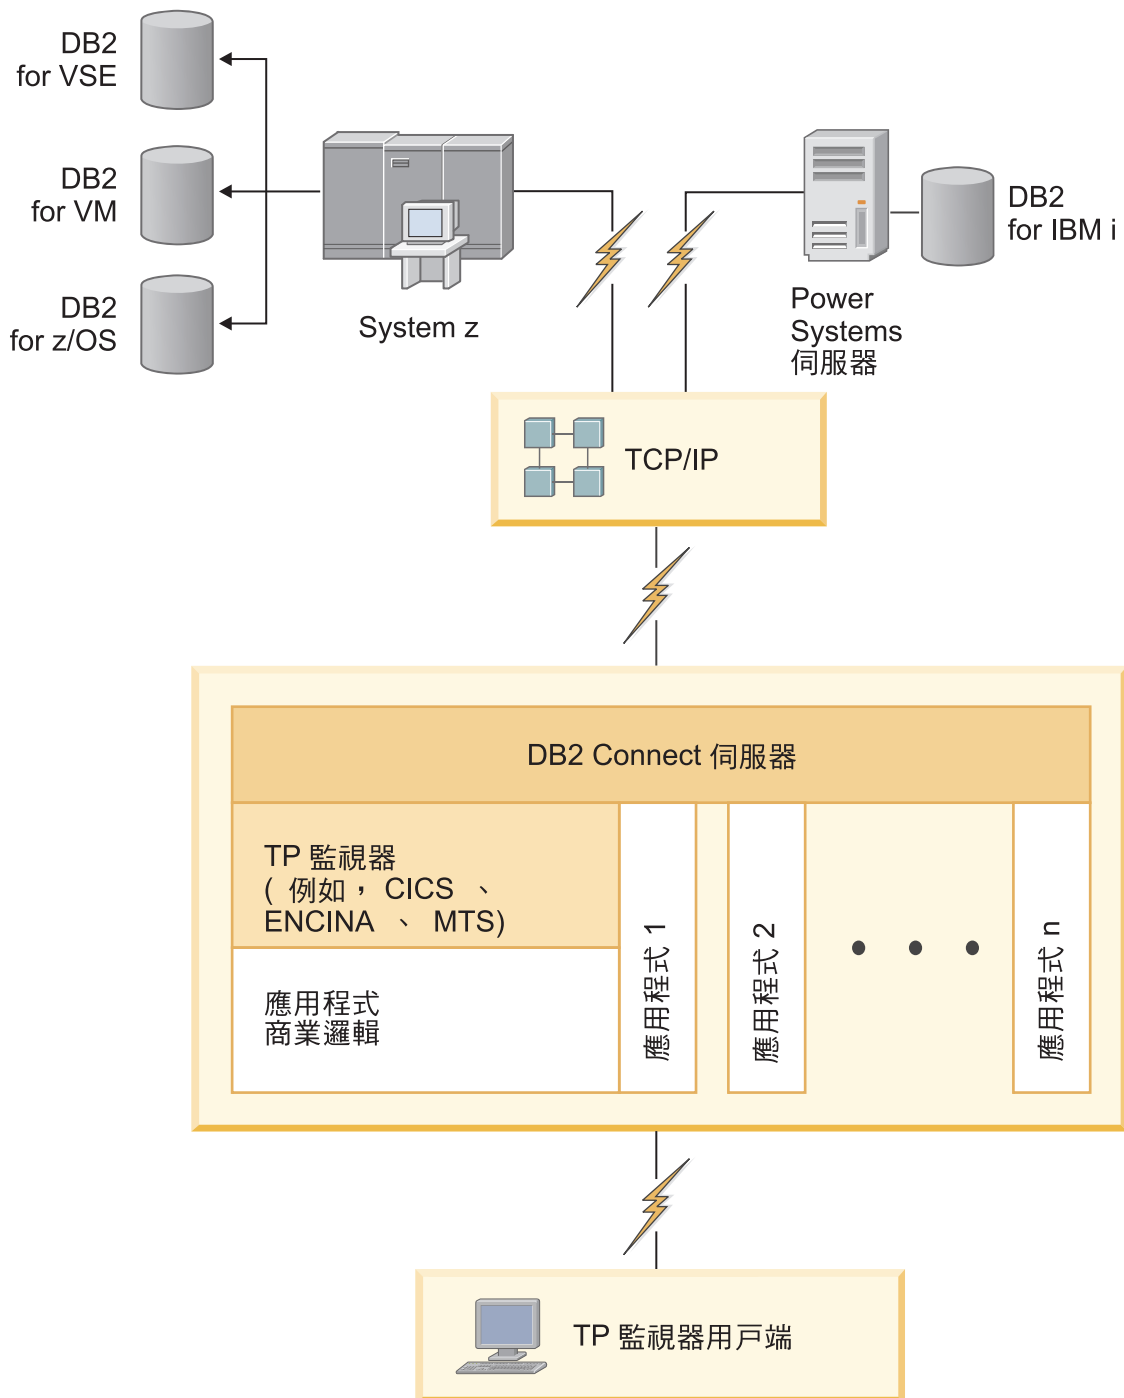 DB2
for VSE
DB2
for VM
DB2
for z/OS
System z
Power
Systems
伺服器
DB2
for IBM i
TCP/IP
DB2 Connect 伺服器
TP 監視器
( 例如， CICS 、
ENCINA 、 MTS)
應用程式
商業邏輯
應用程式 1
應用程式 2
應用程式 n
TP 監視器用戶端